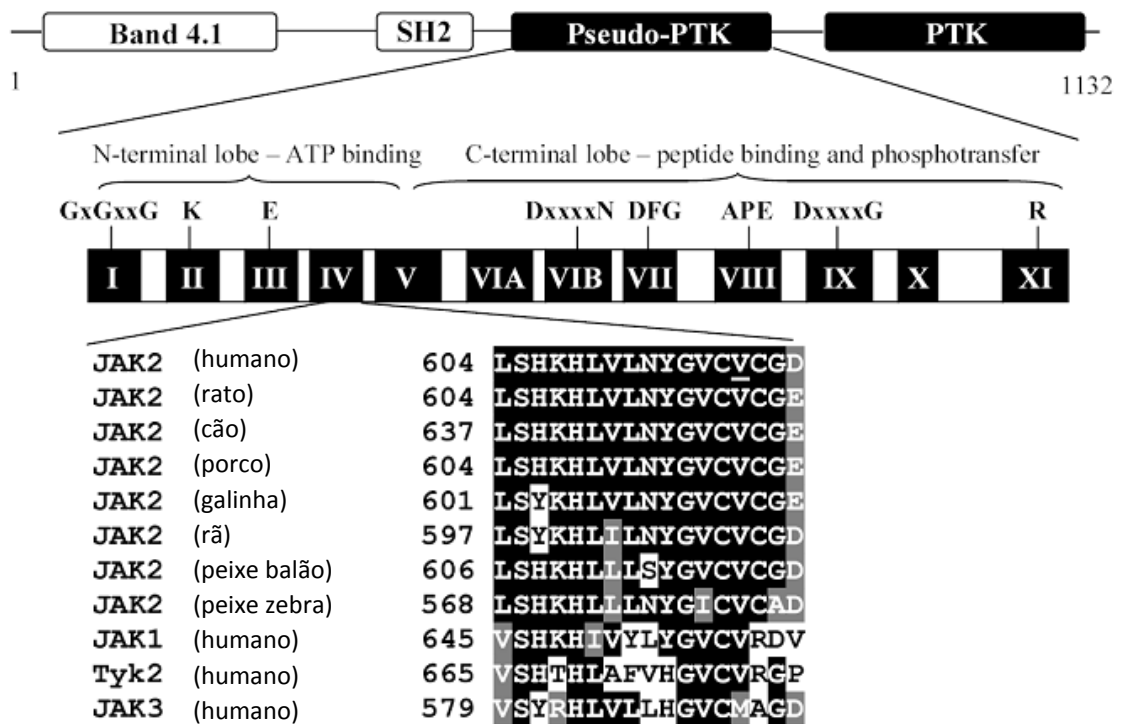 Band 4.1 SH2 Pseudo-PTK PTK
1 1132
N-terminal lobe – ATP binding C-terminal lobe – peptide binding and phosphotransfer
GxGxxG K E DxxxxN DFG APE DxxxxG R
I II III IV V VIA VIB VII VIII IX X XI
JAK2 (humano) 604 LSHKHLVLNYGVCVCGD
JAK2 (rato) 604 LSHKHLVLNYGVCVCGE
JAK2 (cão) 637 LSHKHLVLNYGVCVCGE
JAK2 (porco) 604 LSHKHLVLNYGVCVCGE
JAK2 (galinha) 601 LSYKHLVLNYGVCVCGE
JAK2 (rã) 597 LSYKHLILNYGVCVCGD
JAK2 (peixe balão) 606 LSHKHLLLSYGVCVCGD
JAK2 (peixe zebra) 568 LSHKHLLLNYGICVCAD
JAK1 (humano) 645 VSHKHIVYLYGVCVRDV
Tyk2 (humano) 665 VSHTHLAFVHGVCVRGP
JAK3 (humano) 579 VSYRHLVLLHGVCMAGD